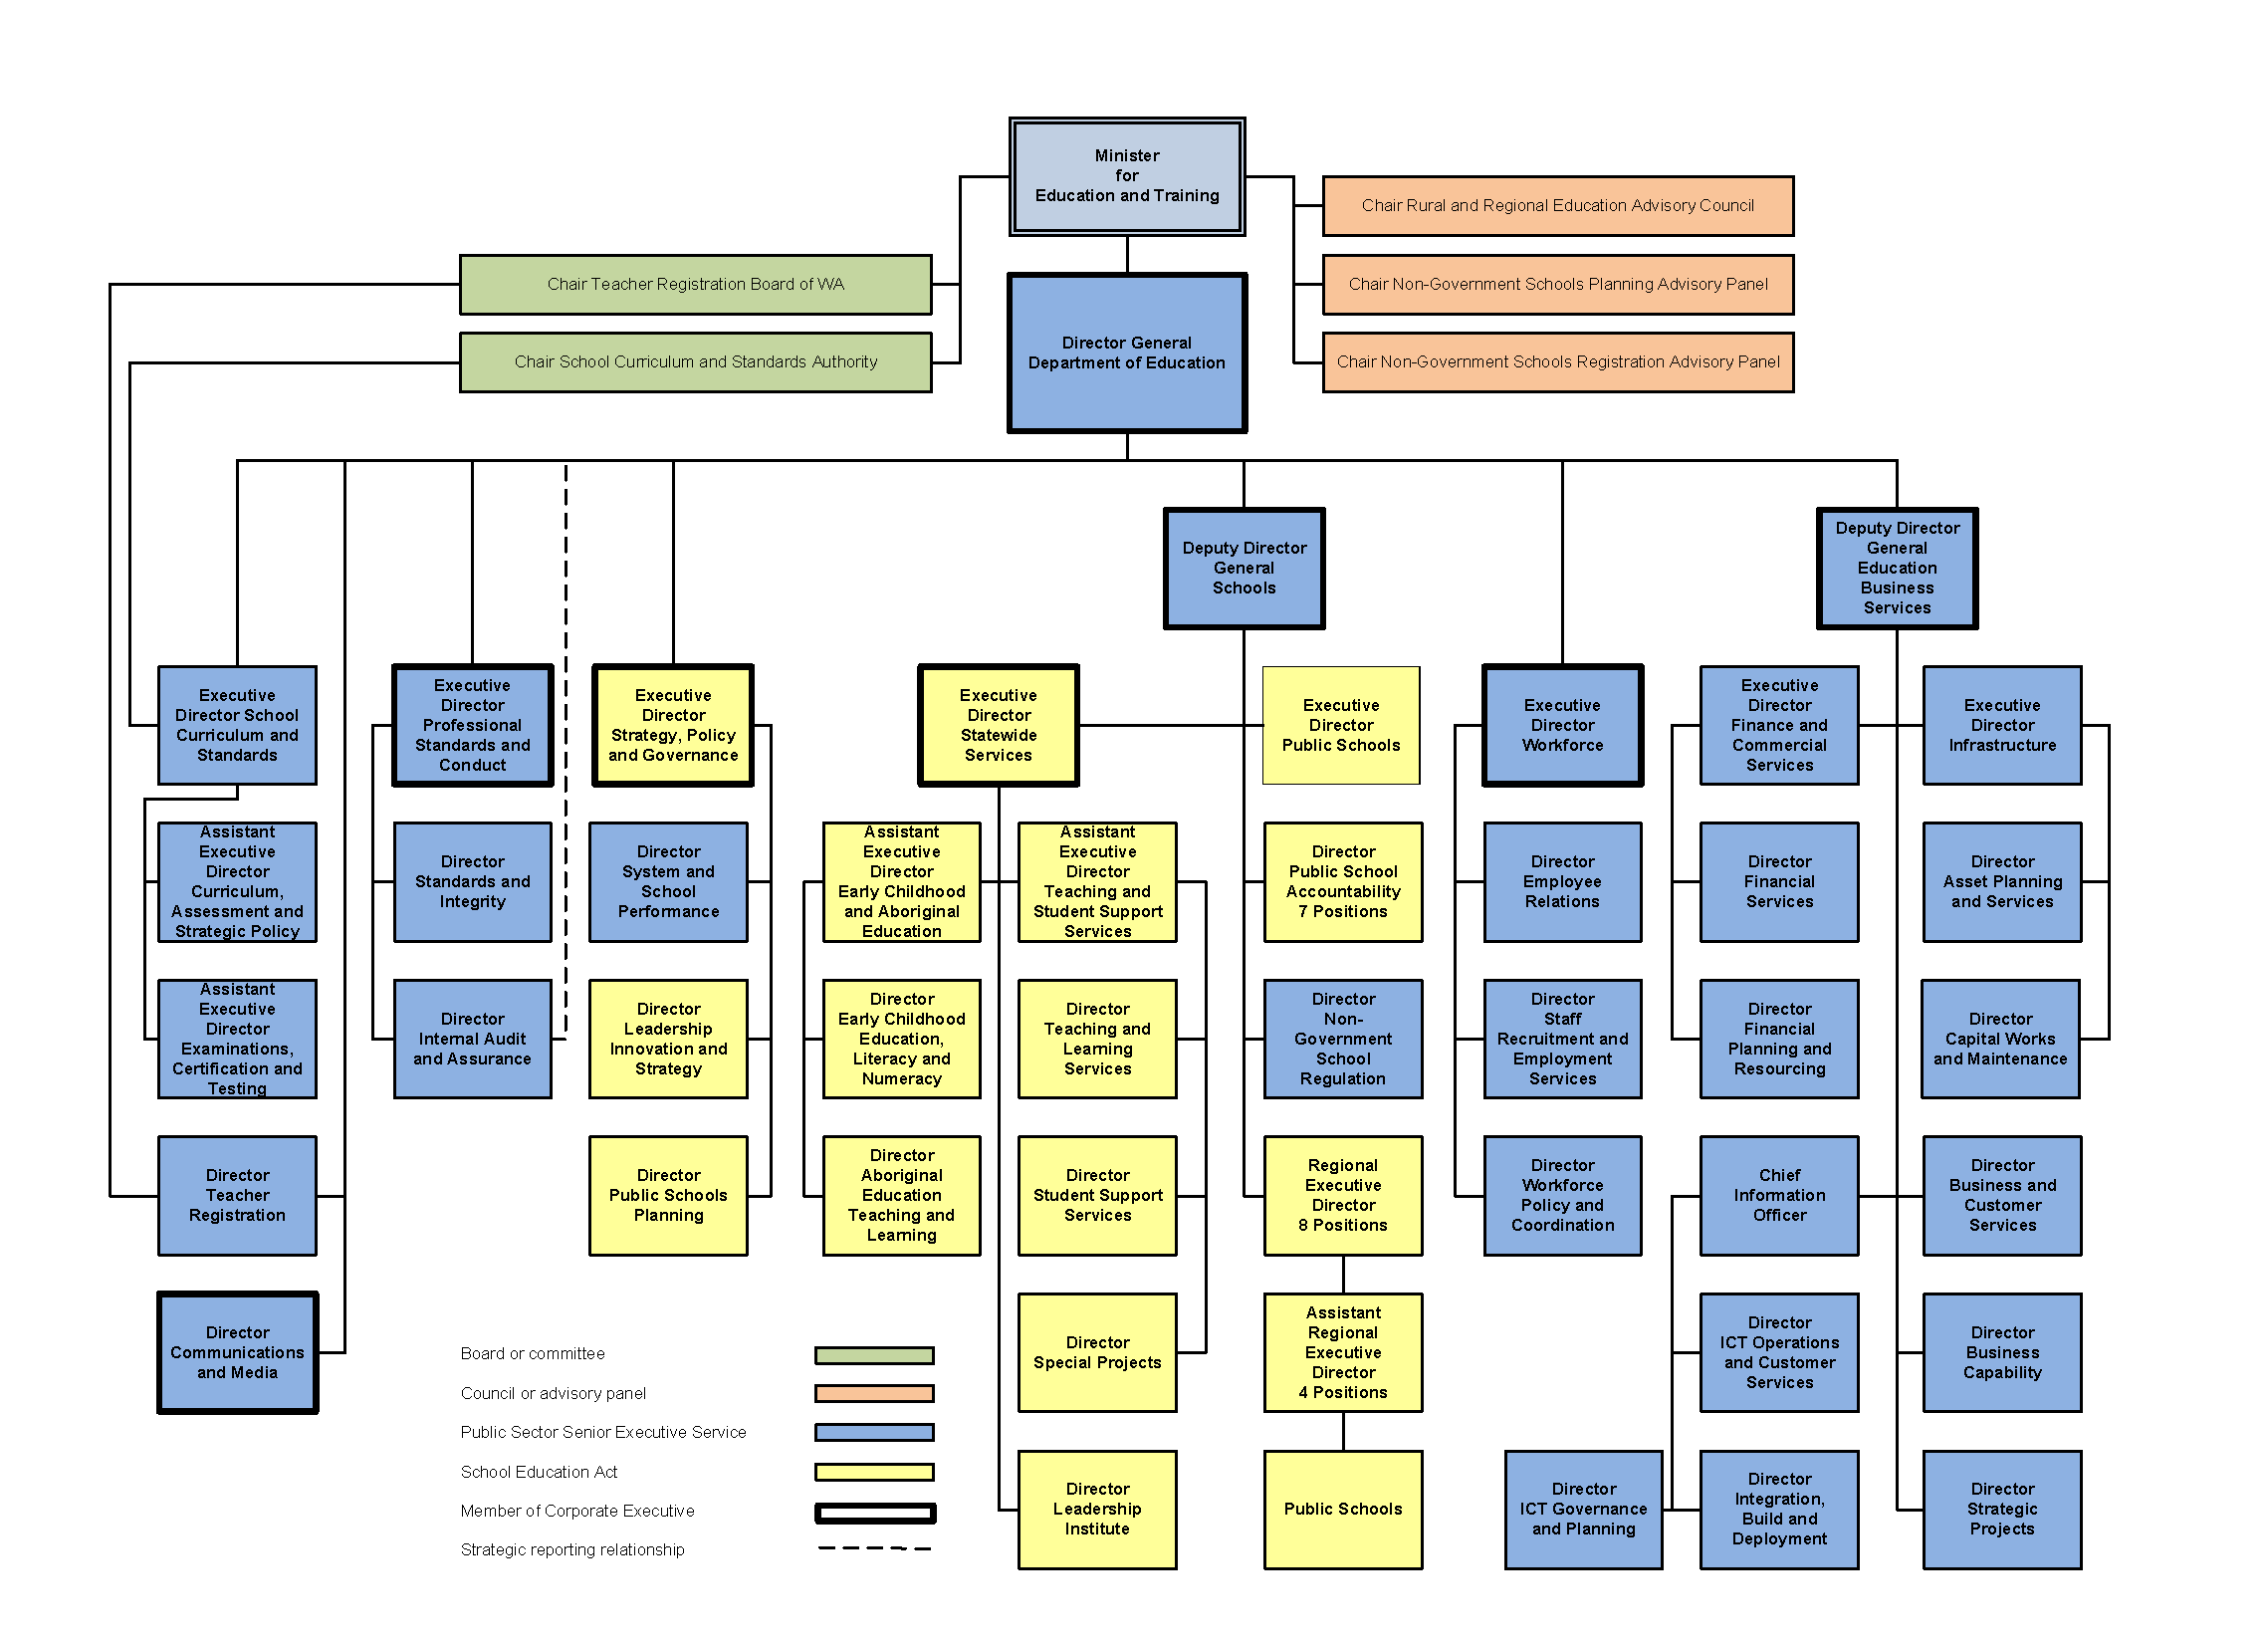 Minister
for
Education and Training
Chair Rural and Regional Education Advisory Council
Chair Teacher Registration Board of WA
Chair Non-Government Schools Planning Advisory Panel
Director General
Department of Education
Chair School Curriculum and Standards Authority
Chair Non-Government Schools Registration Advisory Panel
Deputy Director
General
Schools
Deputy Director
General
Education
Business
Services
Executive
Director School
Curriculum and
Standards
Executive
Director
Professional
Standards and
Conduct
Executive
Director
Strategy, Policy
and Governance
Executive
Director
Statewide
Services
Executive
Director
Public Schools
Executive
Director
Workforce
Executive
Director
Finance and
Commercial
Services
Executive
Director
Infrastructure
Assistant
Executive
Director
Curriculum,
Assessment and
Strategic Policy
Director
Standards and
Integrity
Director
System and
School
Performance
Assistant
Executive
Director
Early Childhood
and Aboriginal
Education
Assistant
Executive
Director
Teaching and
Student Support
Services
Director
Public School
Accountability
7 Positions
Director
Employee
Relations
Director
Financial
Services
Director
Asset Planning
and Services
Assistant
Executive
Director
Examinations,
Certification and
Testing
Director
Internal Audit
and Assurance
Director
Leadership
Innovation and
Strategy
Director
Early Childhood
Education,
Literacy and
Numeracy
Director
Teaching and
Learning
Services
Director
Non-
Government
School
Regulation
Director
Staff
Recruitment and
Employment
Services
Director
Financial
Planning and
Resourcing
Director
Capital Works
and Maintenance
Director
Teacher
Registration
Director
Public Schools
Planning
Director
Aboriginal
Education
Teaching and
Learning
Director
Student Support
Services
Regional
Executive
Director
8 Positions
Director
Workforce
Policy and
Coordination
Chief
Information
Officer
Director
Business and
Customer
Services
Director
Communications
and Media
Director
Special Projects
Assistant
Regional
Executive
Director
4 Positions
Director
ICT Operations
and Customer
Services
Director
Business
Capability
Director
Leadership
Institute
Public Schools
Director
ICT Governance
and Planning
Director
Integration,
Build and
Deployment
Director
Strategic
Projects
Board or committee
Council or advisory panel
Public Sector Senior Executive Service
School Education Act
Member of Corporate Executive
Strategic reporting relationship